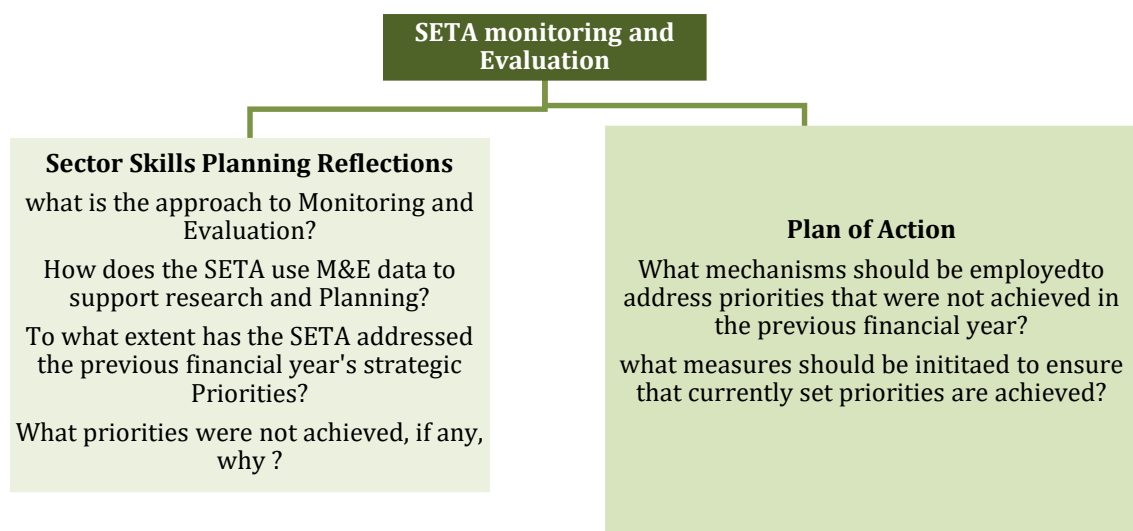 SETA monitoring and
Evaluation
Sector Skills Planning Reflections
what is the approach to Monitoring and
Evaluation?
How does the SETA use M&E data to
support research and Planning?
To what extent has the SETA addressed
the previous financial year's strategic
Priorities?
What priorities were not achieved, if any,
why ?
Plan of Action
What mechanisms should be employedto
address priorities that were not achieved in
the previous financial year?
what measures should be inititaed to ensure
that currently set priorities are achieved?